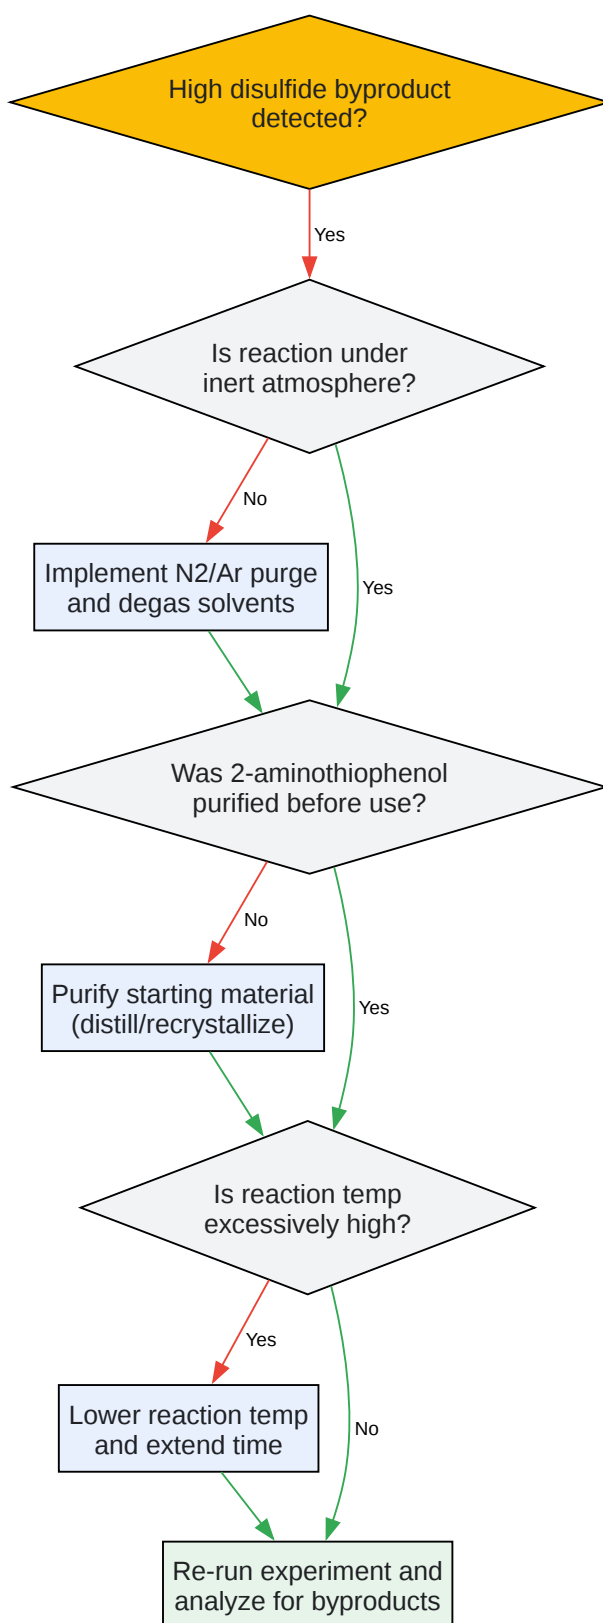 High disulfide byproduct
detected?
Yes
Is reaction under
inert atmosphere?
No
Implement N2/Ar purge
and degas solvents
Yes
Was 2-aminothiophenol
purified before use?
No
Purify starting material
(distill/recrystallize)
Yes
Is reaction temp
excessively high?
Yes
Lower reaction temp
and extend time
No
Re-run experiment and
analyze for byproducts